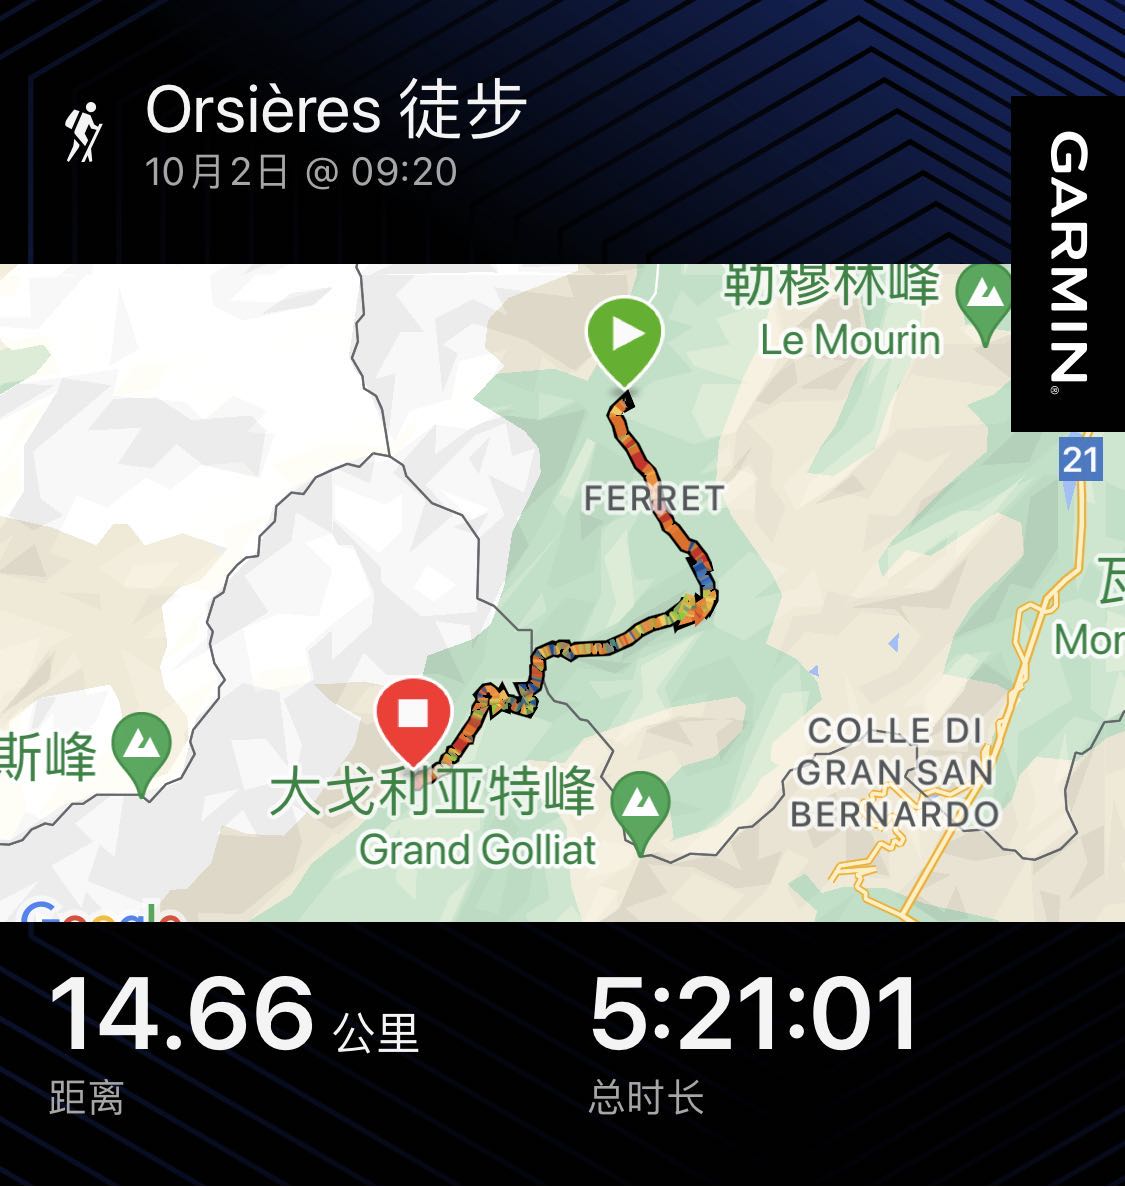 Orsières 徒步
10月2日 @ 09:20
GARMIN®
勒穆林峰
Le Mourin
21
FERRET
Mor
斯峰
COLLE DI
GRAN SAN
BERNARDO
大戈利亚特峰
Grand Golliat
Google
14.66 公里
5:21:01
距离
总时长